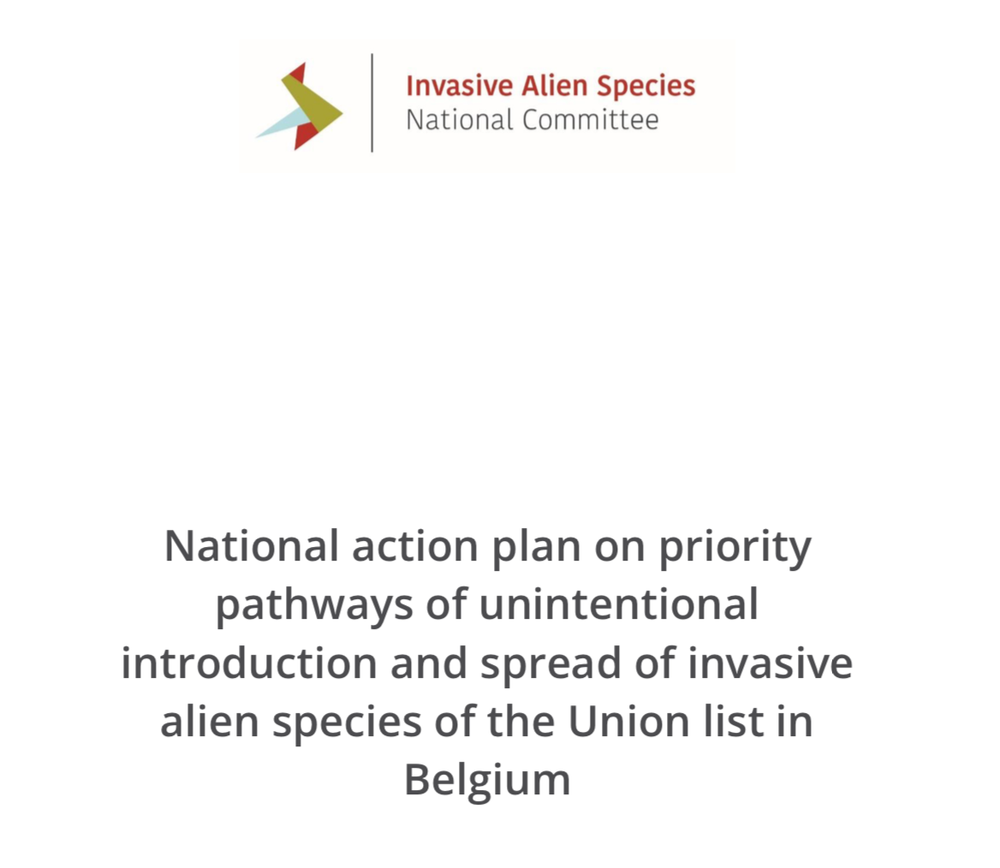 Invasive Alien Species
National Committee
National action plan on priority
pathways of unintentional
introduction and spread of invasive
alien species of the Union list in
Belgium